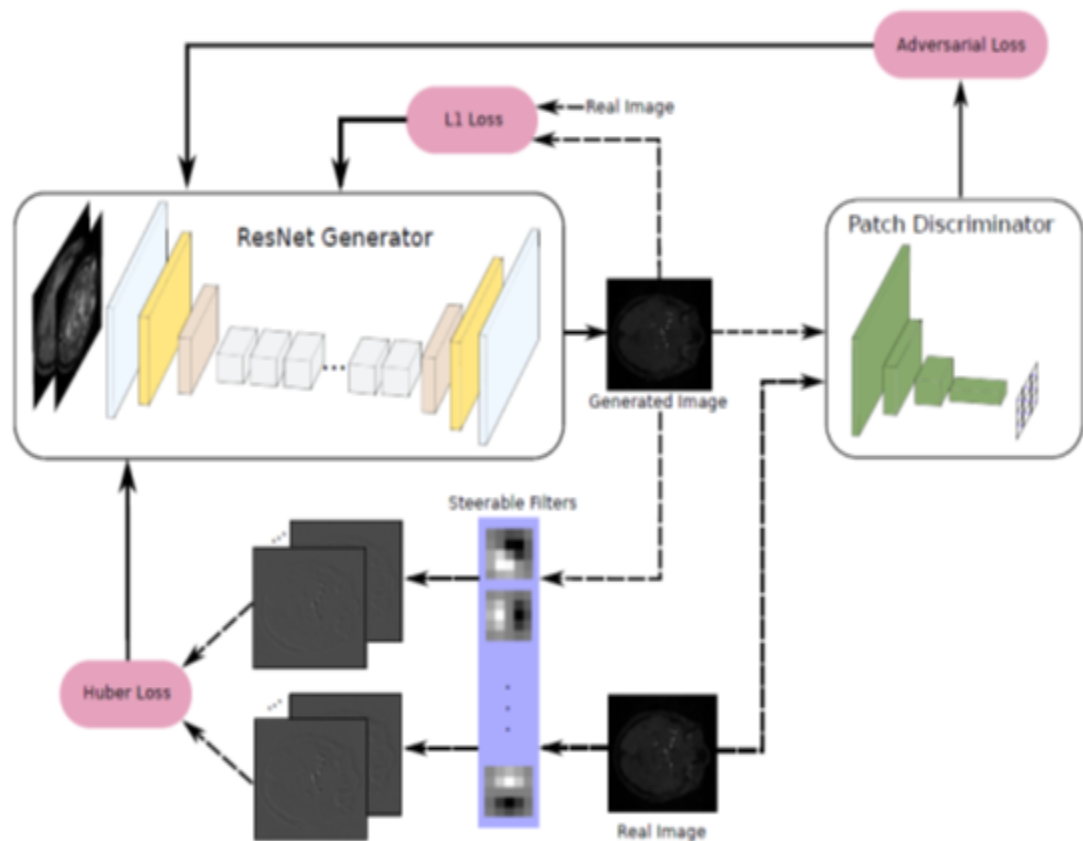 Adversarial Loss
L1 Loss
Real Image
ResNet Generator
Patch Discriminator
Generated Image
Steerable Filters
Huber Loss
Real Image